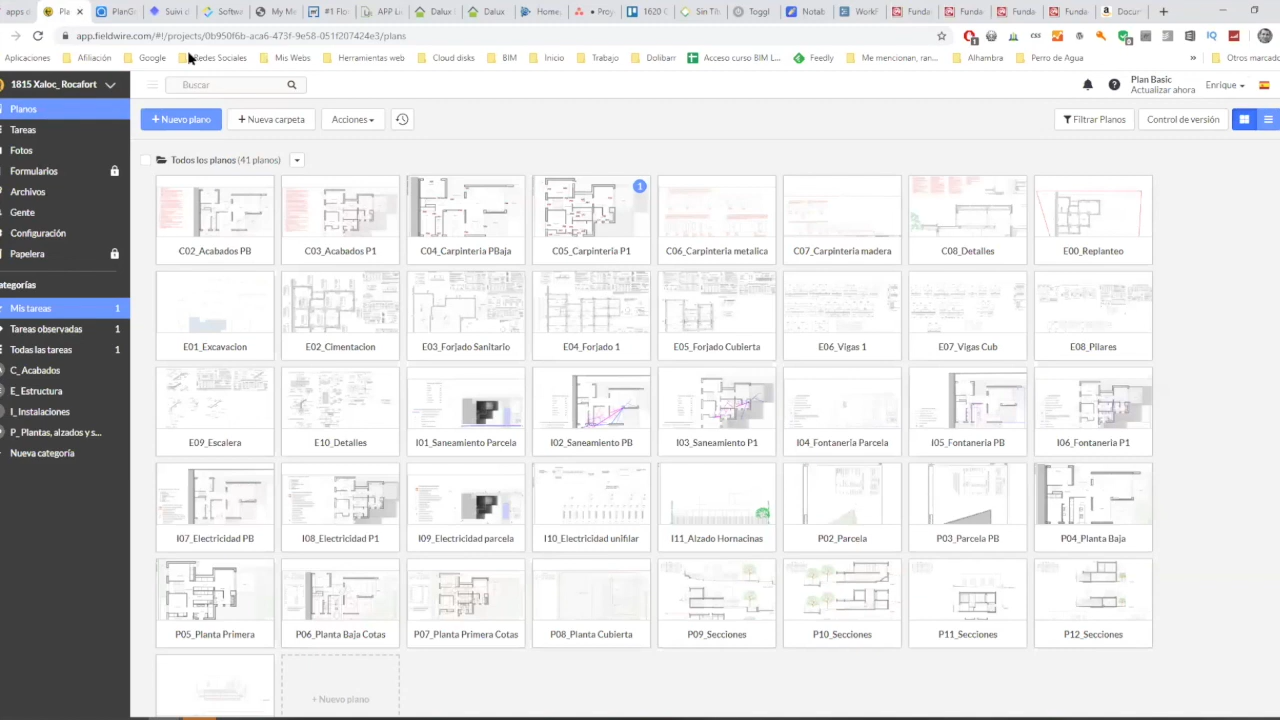 apps d
Pla
PlanG
Suivi d
Softw
My M
#1 Flo
APP L
Dalux
Dalux
Home
Proy
1620 C
Sin Tít
Toggl
Notab
WorkF
Funda
Funda
Funda
Funda
Docu
app.fieldwire.com/#!/projects/0b950f6b-aca6-473f-9e58-051f207424e3/plans
Aplicaciones
Afiliación
Google
Redes Sociales
Mis Webs
Herramientas web
Cloud disks
BIM
Inicio
Trabajo
Dolibarr
Acceso curso BIM L...
Feedly
Me mencionan, ran...
Alhambra
Perro de Agua
»
Otros marcado
1815 Xaloc_Rocafort
Buscar
Plan Basic
Actualizar ahora
Enrique
Planos
Tareas
Fotos
Formularios
Archivos
Gente
Configuración
Papelera
ategorías
Mis tareas 1
Tareas observadas 1
Todas las tareas 1
C_Acabados
E_Estructura
I_Instalaciones
P_Plantas, alzados y s...
Nueva categoría
+ Nuevo plano
+ Nueva carpeta
Acciones
Filtrar Planos
Control de versión
Todos los planos (41 planos)
1
C02_Acabados PB
C03_Acabados P1
C04_Carpinteria PBaja
C05_Carpinteria P1
C06_Carpinteria metalica
C07_Carpinteria madera
C08_Detalles
E00_Replanteo
E01_Excavacion
E02_Cimentacion
E03_Forjado Sanitario
E04_Forjado 1
E05_Forjado Cubierta
E06_Vigas 1
E07_Vigas Cub
E08_Pilares
E09_Escalera
E10_Detalles
I01_Saneamiento Parcela
I02_Saneamiento PB
I03_Saneamiento P1
I04_Fontaneria Parcela
I05_Fontaneria PB
I06_Fontaneria P1
I07_Electricidad PB
I08_Electricidad P1
I09_Electricidad parcela
I10_Electricidad unifilar
I11_Alzado Hornacinas
P02_Parcela
P03_Parcela PB
P04_Planta Baja
P05_Planta Primera
P06_Planta Baja Cotas
P07_Planta Primera Cotas
P08_Planta Cubierta
P09_Secciones
P10_Secciones
P11_Secciones
P12_Secciones
+ Nuevo plano